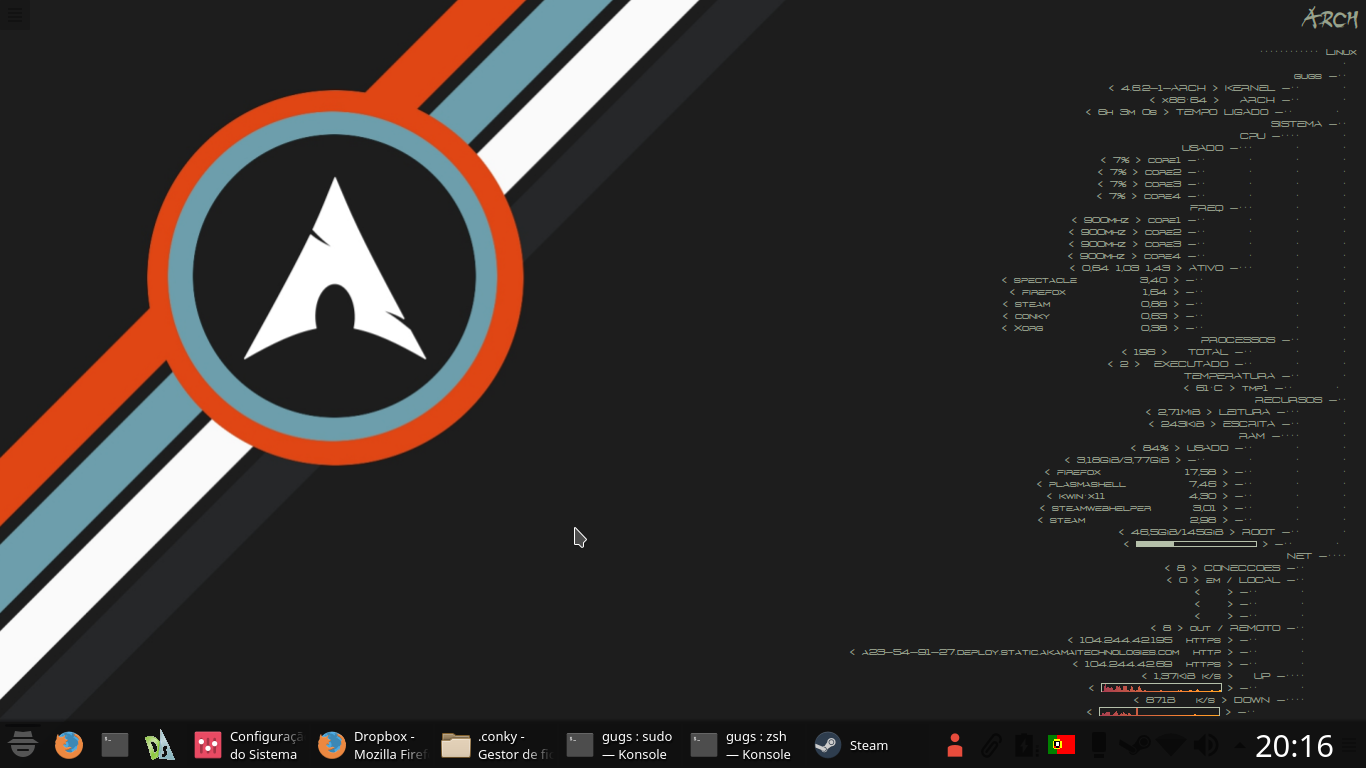 ARCH
LINUX
GUGS
< 4.6.2-1-ARCH > KERNEL
< X86-64 > ARCH
< 6H 3M 0S > TEMPO LIGADO
SISTEMA
CPU
USADO
< 7% > CORE1
< 7% > CORE2
< 7% > CORE3
< 7% > CORE4
FREQ
< 900MHZ > CORE1
< 900MHZ > CORE2
< 900MHZ > CORE3
< 900MHZ > CORE4
< 0,64 1,03 1,43 > ATIVO
< SPECTACLE 3,40 >
< FIREFOX 1,64 >
< STEAM 0,88 >
< CONKY 0,63 >
< XORG 0,38 >
PROCESSOS
< 196 > TOTAL
< 2 > EXECUTADO
TEMPERATURA
< 61°C > TMP1
RECURSOS
< 2,71MIB > LEITURA
< 243KIB > ESCRITA
RAM
< 84% > USADO
< 3,18GIB/3,77GIB >
< FIREFOX 17,58 >
< PLASMASHELL 7,48 >
< KWIN-X11 4,30 >
< STEAMWEBHELPER 3,01 >
< STEAM 2,98 >
< 46,5GIB/145GIB > ROOT
< >
NET
< 8 > CONECCOES
< 0 > EM / LOCAL
< >
< >
< >
< 8 > OUT / REMOTO
< 104.244.42.195 HTTPS >
< A23-54-91-27.DEPLOY.STATIC.AKAMAITECHNOLOGIES.COM HTTP >
< 104.244.42.69 HTTPS >
< 1,37KIB K/S > UP
< >
< 871B K/S > DOWN
< >
Configuraçã
do Sistema
Dropbox -
Mozilla Firef
.conky -
Gestor de fic
gugs : sudo
— Konsole
gugs : zsh
— Konsole
Steam
20:16